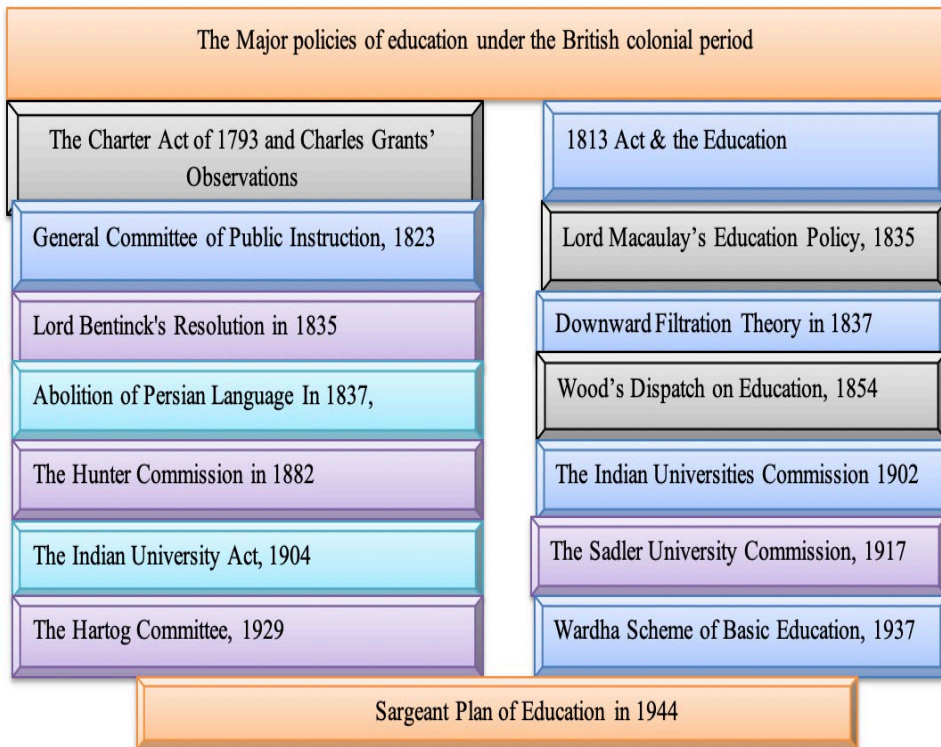 The Major policies of education under the British colonial period
The Charter Act of 1793 and Charles Grants’
Observations
1813 Act & the Education
General Committee of Public Instruction, 1823
Lord Macaulay’s Education Policy, 1835
Lord Bentinck's Resolution in 1835
Downward Filtration Theory in 1837
Abolition of Persian Language In 1837,
Wood’s Dispatch on Education, 1854
The Hunter Commission in 1882
The Indian Universities Commission 1902
The Indian University Act, 1904
The Sadler University Commission, 1917
The Hartog Committee, 1929
Wardha Scheme of Basic Education, 1937
Sargeant Plan of Education in 1944